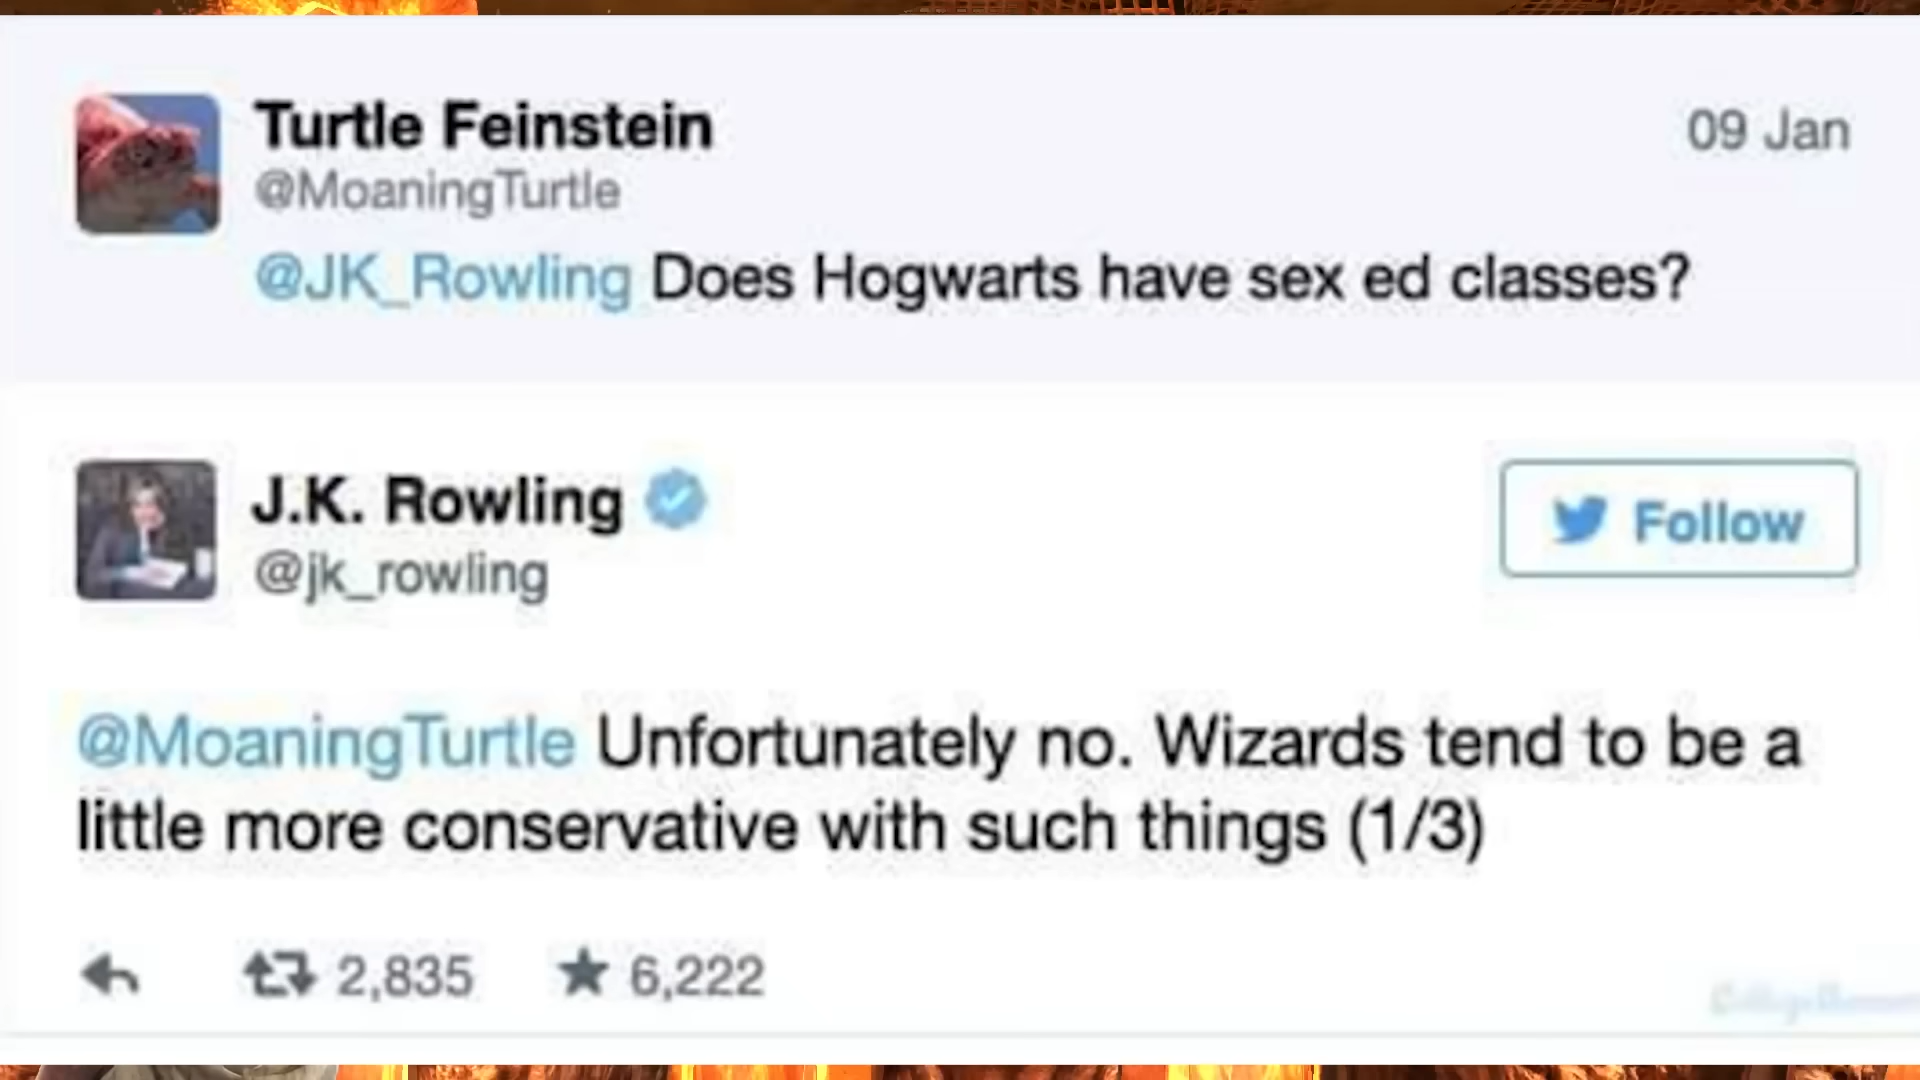 Turtle Feinstein
09 Jan
@MoaningTurtle
@JK_Rowling Does Hogwarts have sex ed classes?
J.K. Rowling
Follow
@jk_rowling
@MoaningTurtle Unfortunately no. Wizards tend to be a
little more conservative with such things (1/3)
2,835 6,222